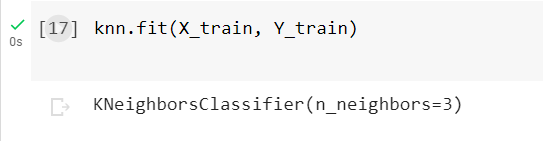 [17] knn.fit(X_train, Y_train)
0s
KNeighborsClassifier(n_neighbors=3)